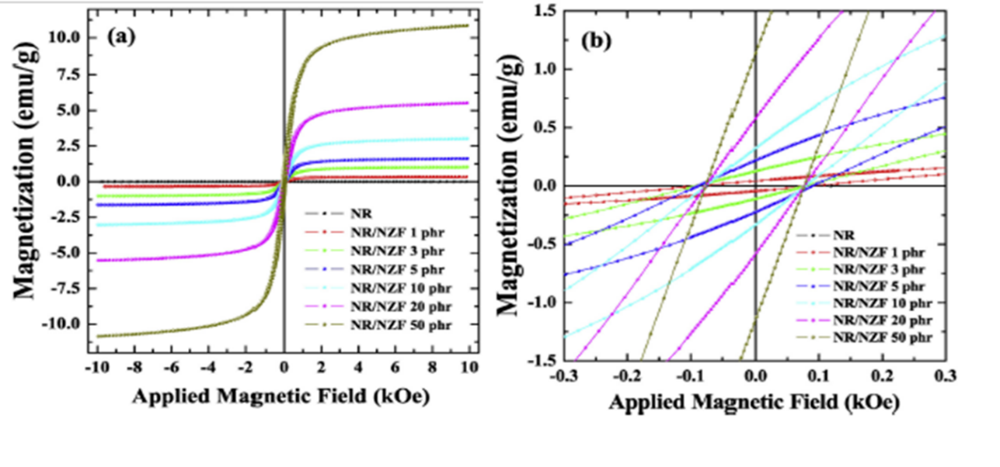 (a)
Magnetization (emu/g)
10.0
7.5
5.0
2.5
0.0
-2.5
-5.0
-7.5
-10.0
NR
NR/NZF 1 phr
NR/NZF 3 phr
NR/NZF 5 phr
NR/NZF 10 phr
NR/NZF 20 phr
NR/NZF 50 phr
-10 -8 -6 -4 -2 0 2 4 6 8 10
Applied Magnetic Field (kOe)
(b)
Magnetization (emu/g)
1.5
1.0
0.5
0.0
-0.5
-1.0
-1.5
NR
NR/NZF 1 phr
NR/NZF 3 phr
NR/NZF 5 phr
NR/NZF 10 phr
NR/NZF 20 phr
NR/NZF 50 phr
-0.3 -0.2 -0.1 0.0 0.1 0.2 0.3
Applied Magnetic Field (kOe)